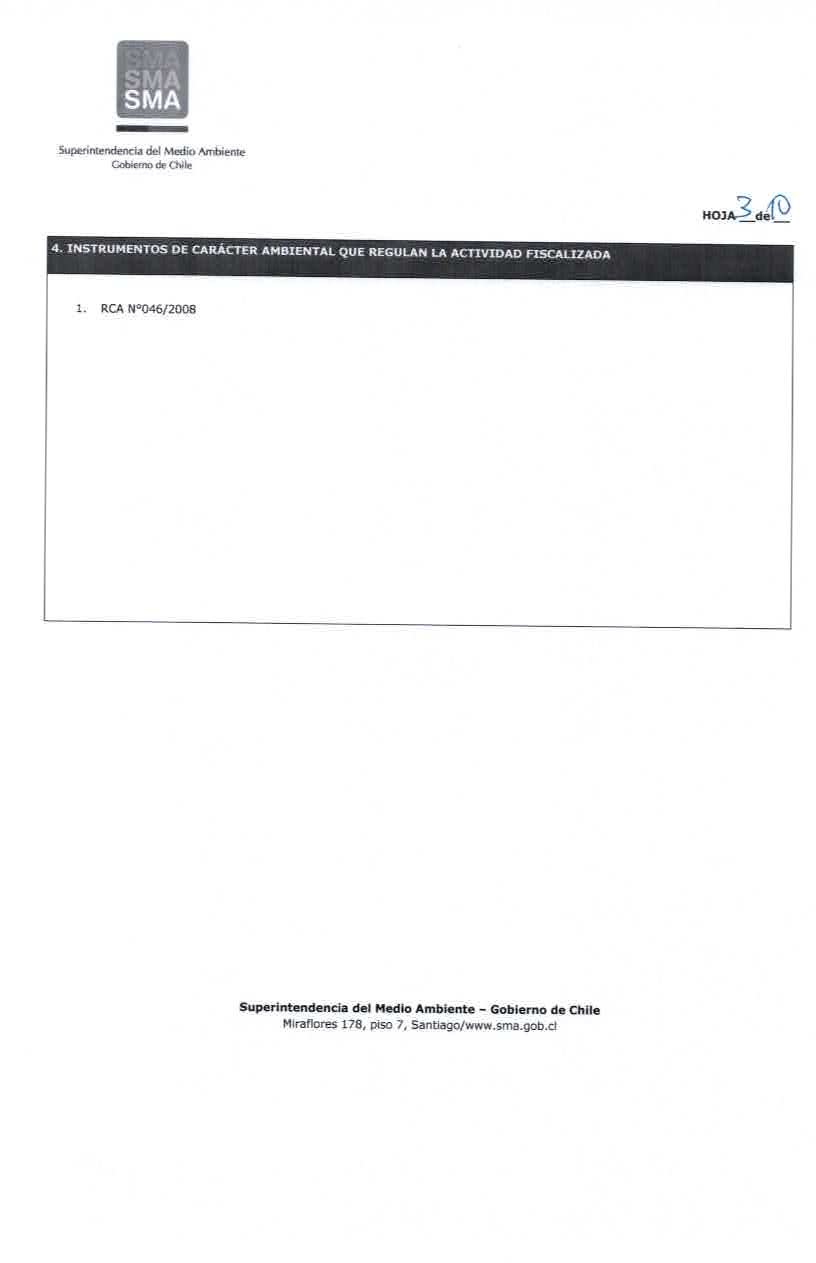 SMA
SMA
SMA
Superintendencia del Medio Ambiente
Gobierno de Chile
HOJA 3 de 10
4. INSTRUMENTOS DE CARÁCTER AMBIENTAL QUE REGULAN LA ACTIVIDAD FISCALIZADA
1. RCA N°046/2008
Superintendencia del Medio Ambiente – Gobierno de Chile
Miraflores 178, piso 7, Santiago/www.sma.gob.cl